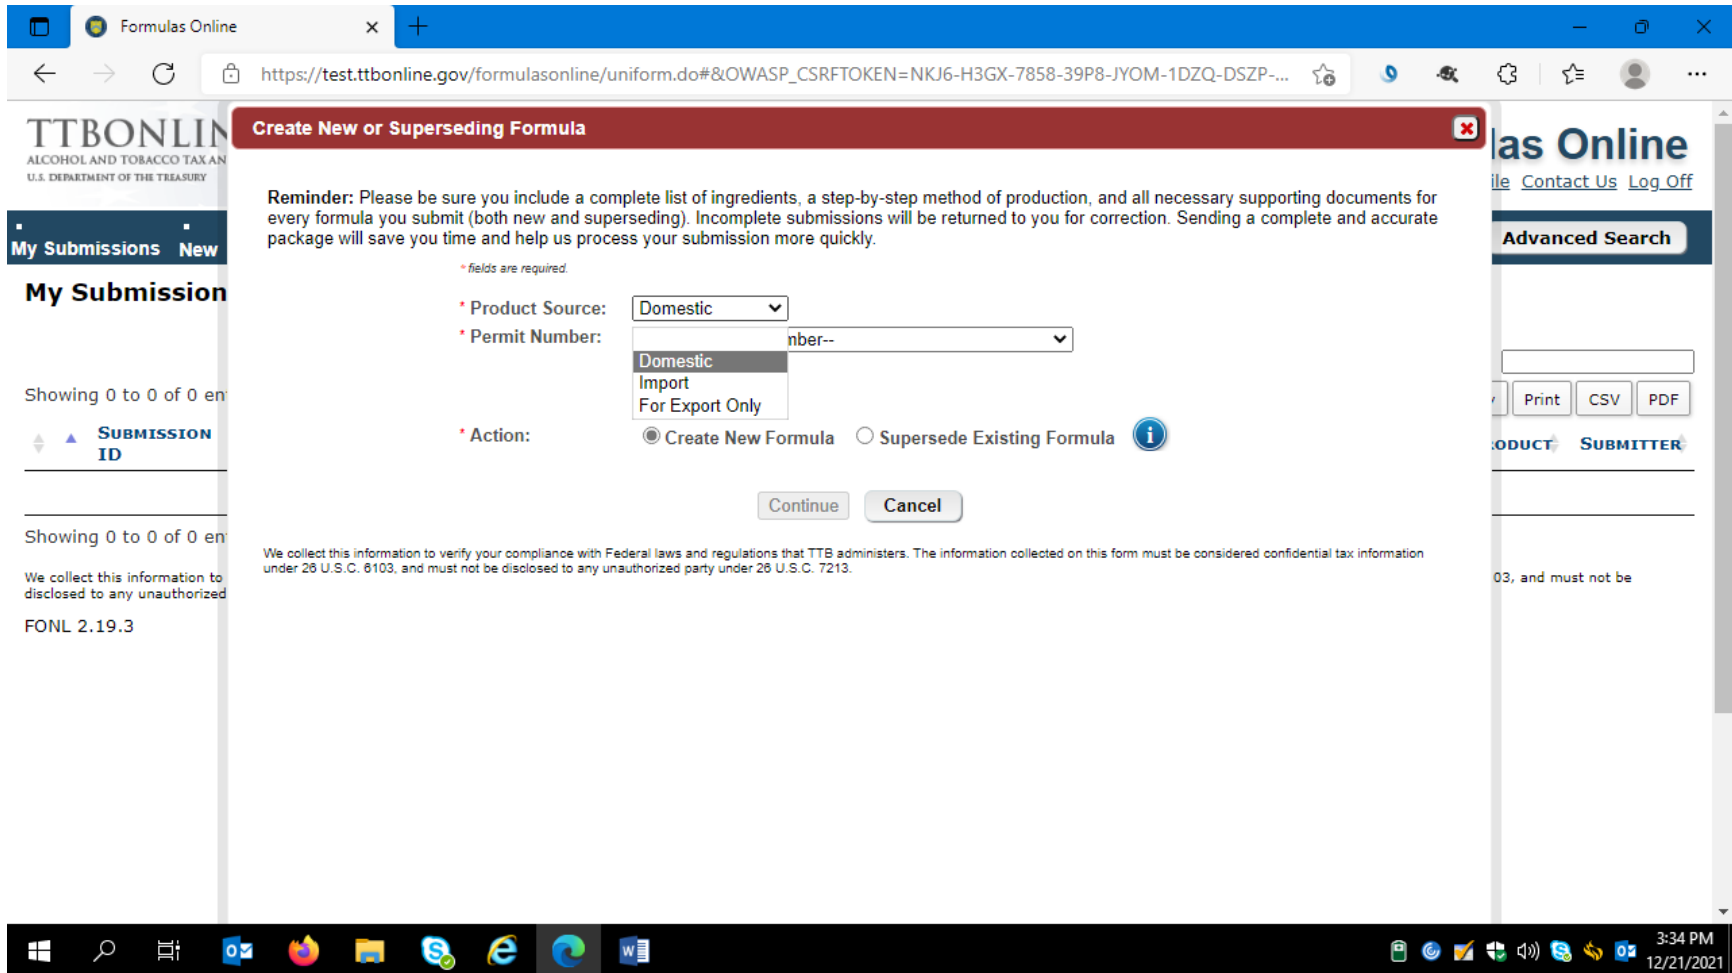 Formulas Online
https://test.ttbonline.gov/formulasonline/uniform.do#&OWASP_CSRFTOKEN=NKJ6-H3GX-7858-39P8-JYOM-1DZQ-DSZP-...
TTBONLIN
ALCOHOL AND TOBACCO TAX AN
U.S. DEPARTMENT OF THE TREASURY
Create New or Superseding Formula
las Online
ile Contact Us Log Off
Reminder: Please be sure you include a complete list of ingredients, a step-by-step method of production, and all necessary supporting documents for
every formula you submit (both new and superseding). Incomplete submissions will be returned to you for correction. Sending a complete and accurate
package will save you time and help us process your submission more quickly.
My Submissions New
Advanced Search
* fields are required.
My Submission
* Product Source: Domestic
* Permit Number: mber--
Domestic
Import
For Export Only
Showing 0 to 0 of 0 en
Print CSV PDF
SUBMISSION
ID
* Action: Create New Formula Supersede Existing Formula i
ODUCT SUBMITTER
Continue Cancel
Showing 0 to 0 of 0 en
We collect this information to verify your compliance with Federal laws and regulations that TTB administers. The information collected on this form must be considered confidential tax information
under 26 U.S.C. 6103, and must not be disclosed to any unauthorized party under 26 U.S.C. 7213.
We collect this information to
03, and must not be
disclosed to any unauthorized
FONL 2.19.3
3:34 PM
12/21/2021